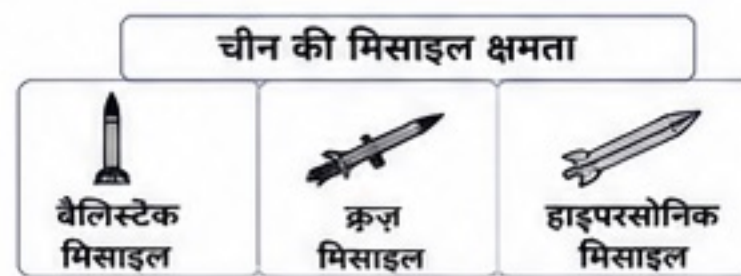 चीन की मिसाइल क्षमता
बैलिस्टेक
मिसाइल
क्रूज़
मिसाइल
हाइपरसोनिक
मिसाइल